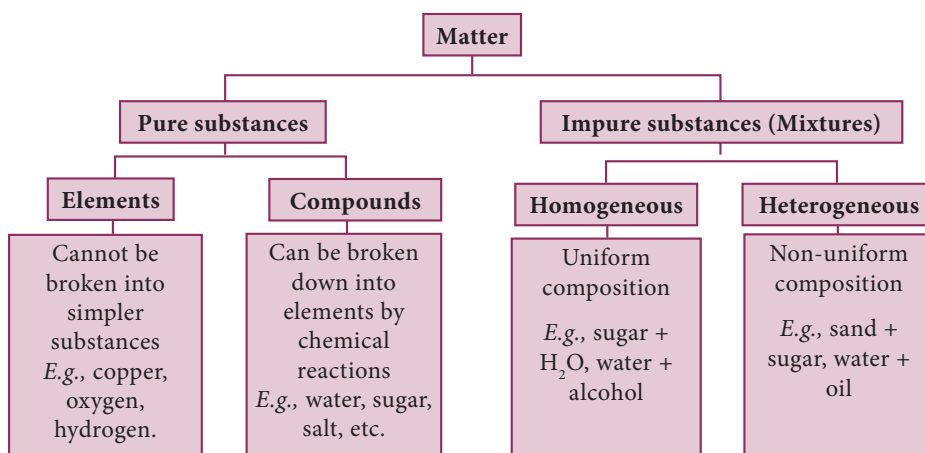 Matter
Pure substances
Impure substances (Mixtures)
Elements
Compounds
Homogeneous
Heterogeneous
Cannot be
broken into
simpler
substances
E.g., copper,
oxygen,
hydrogen.
Can be broken
down into
elements by
chemical
reactions
E.g., water, sugar,
salt, etc.
Uniform
composition
E.g., sugar +
H₂O, water +
alcohol
Non-uniform
composition
E.g., sand +
sugar, water +
oil